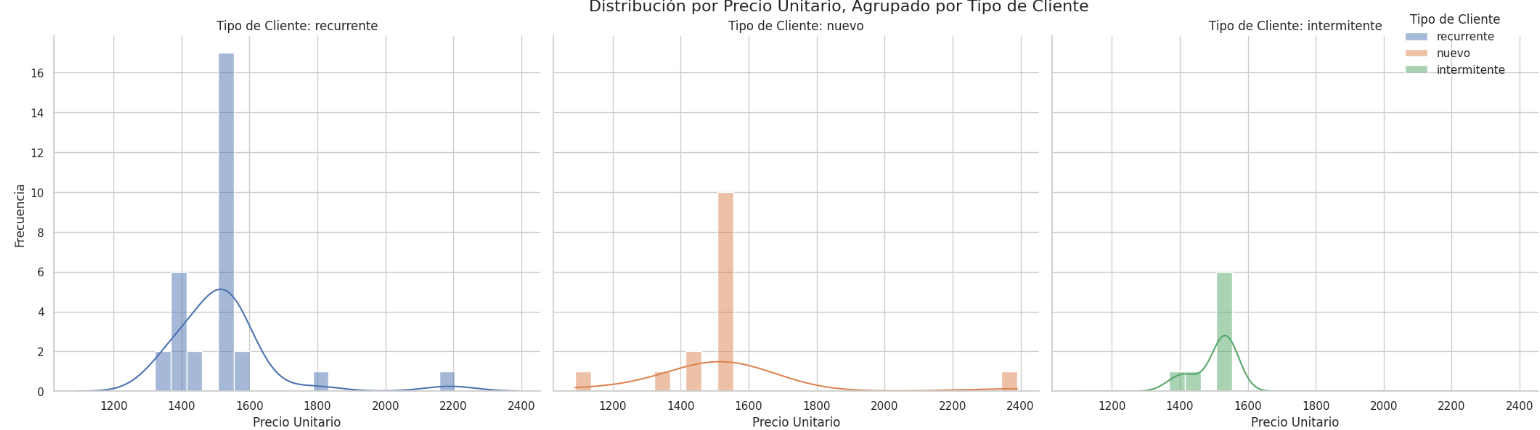 Distribución por Precio Unitario, Agrupado por Tipo de Cliente
Tipo de Cliente: recurrente
Tipo de Cliente: nuevo
Tipo de Cliente: intermitente
Tipo de Cliente
recurrente
nuevo
intermitente
Frecuencia
16
14
12
10
8
6
4
2
0
1200 1400 1600 1800 2000 2200 2400
Precio Unitario
1200 1400 1600 1800 2000 2200 2400
Precio Unitario
1200 1400 1600 1800 2000 2200 2400
Precio Unitario